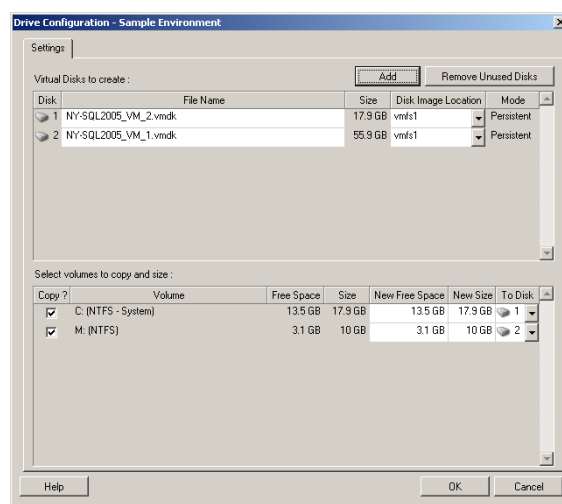 Drive Configuration - Sample Environment
Settings
Virtual Disks to create :
Add
Remove Unused Disks
Disk File Name Size Disk Image Location Mode
1 NY-SQL2005_VM_2.vmdk 17.9 GB vmfs1 Persistent
2 NY-SQL2005_VM_1.vmdk 55.9 GB vmfs1 Persistent
Select volumes to copy and size :
Copy ? Volume Free Space Size New Free Space New Size To Disk
C: (NTFS - System) 13.5 GB 17.9 GB 13.5 GB 17.9 GB 1
M: (NTFS) 3.1 GB 10 GB 3.1 GB 10 GB 2
Help
OK
Cancel